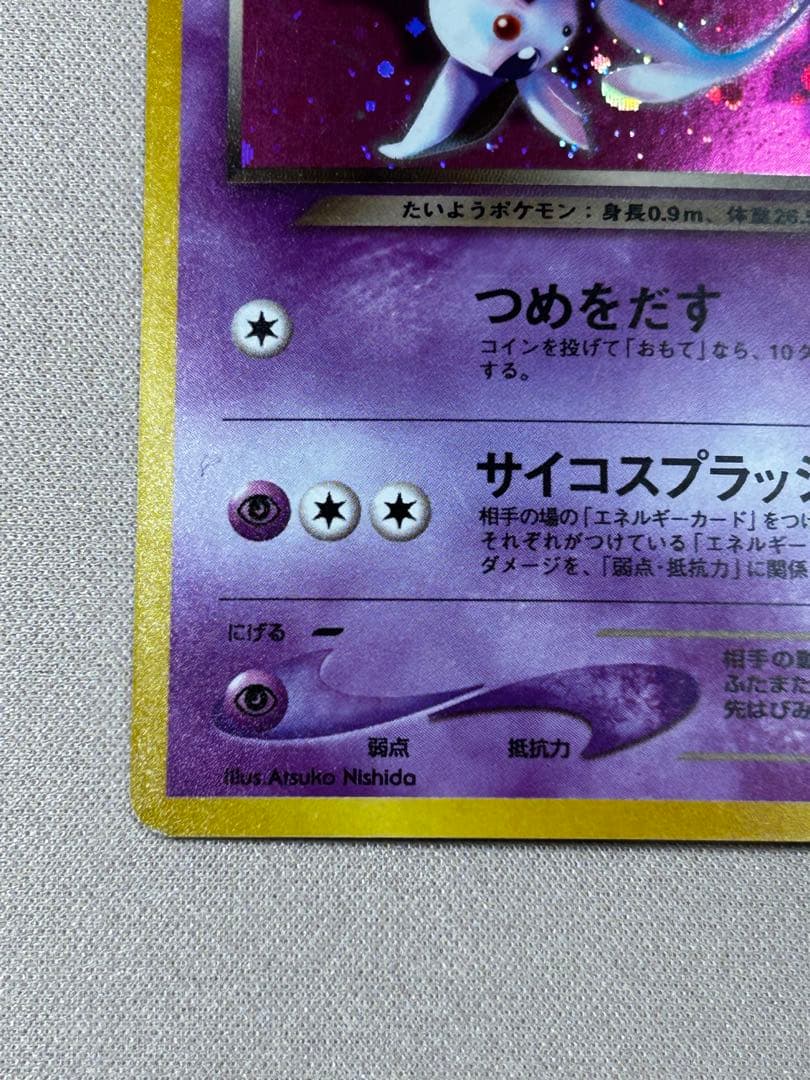 たいようポケモン：身長0.9m、体重26.
つめをだす
コインを投げて「おもて」なら、10
する。
サイコスプラッシ
相手の場の「エネルギーカード」をつけ
それぞれがつけている「エネルギー
ダメージを、「弱点・抵抗力」に関係
にげる
相手の
ふたまた
先はびみ
弱点 抵抗力
Illus.Atsuko Nishida